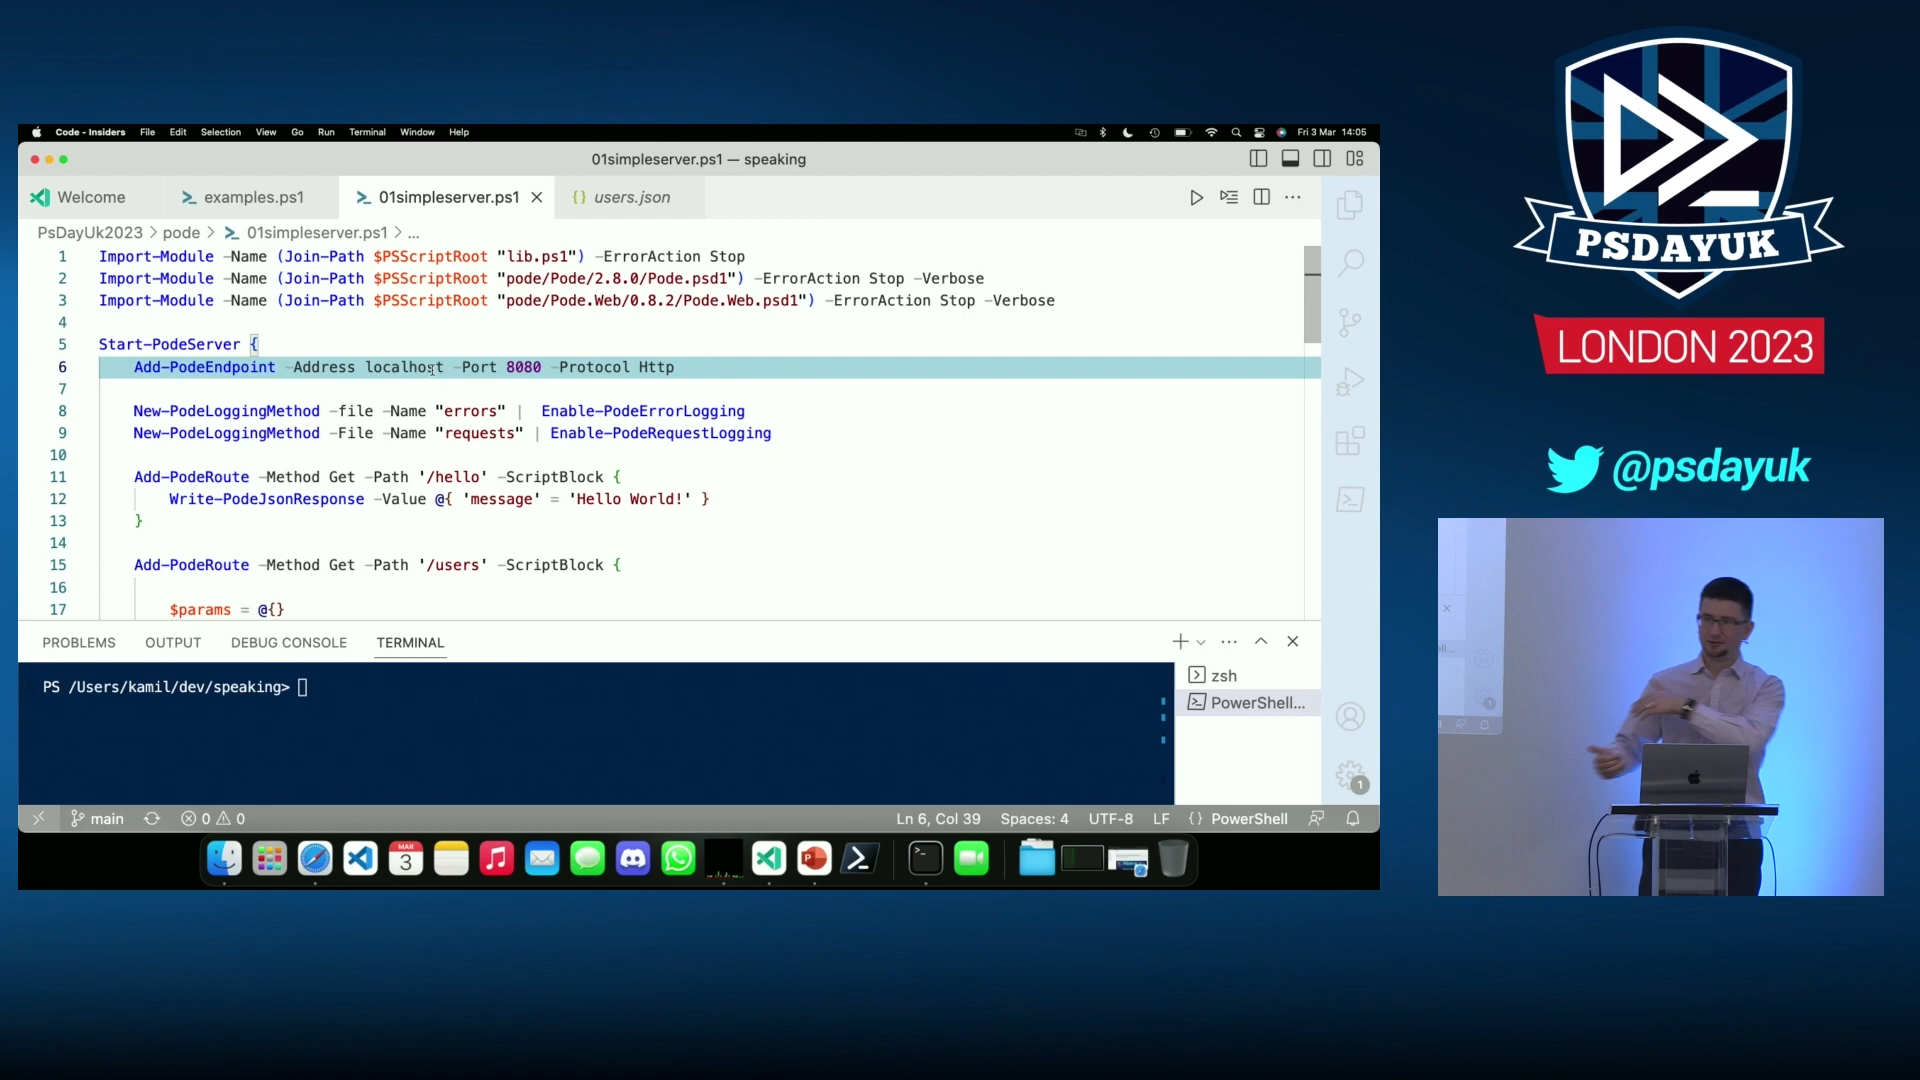 Code - Insiders File Edit Selection View Go Run Terminal Window Help Fri 3 Mar 14:05
01simpleserver.ps1 — speaking
Welcome examples.ps1 01simpleserver.ps1 users.json
PsDayUk2023 > pode > 01simpleserver.ps1 > ...
1 Import-Module -Name (Join-Path $PSScriptRoot "lib.ps1") -ErrorAction Stop
2 Import-Module -Name (Join-Path $PSScriptRoot "pode/Pode/2.8.0/Pode.psd1") -ErrorAction Stop -Verbose
3 Import-Module -Name (Join-Path $PSScriptRoot "pode/Pode.Web/0.8.2/Pode.Web.psd1") -ErrorAction Stop -Verbose
4
5 Start-PodeServer {
6 Add-PodeEndpoint -Address localhost -Port 8080 -Protocol Http
7
8 New-PodeLoggingMethod -file -Name "errors" | Enable-PodeErrorLogging
9 New-PodeLoggingMethod -File -Name "requests" | Enable-PodeRequestLogging
10
11 Add-PodeRoute -Method Get -Path '/hello' -ScriptBlock {
12 Write-PodeJsonResponse -Value @{ 'message' = 'Hello World!' }
13 }
14
15 Add-PodeRoute -Method Get -Path '/users' -ScriptBlock {
16
17 $params = @{}
PROBLEMS OUTPUT DEBUG CONSOLE TERMINAL
PS /Users/kamil/dev/speaking>
zsh
PowerShell...
1
main 0 0 Ln 6, Col 39 Spaces: 4 UTF-8 LF {} PowerShell
MAR
3
PSDAYUK
LONDON 2023
@psdayuk